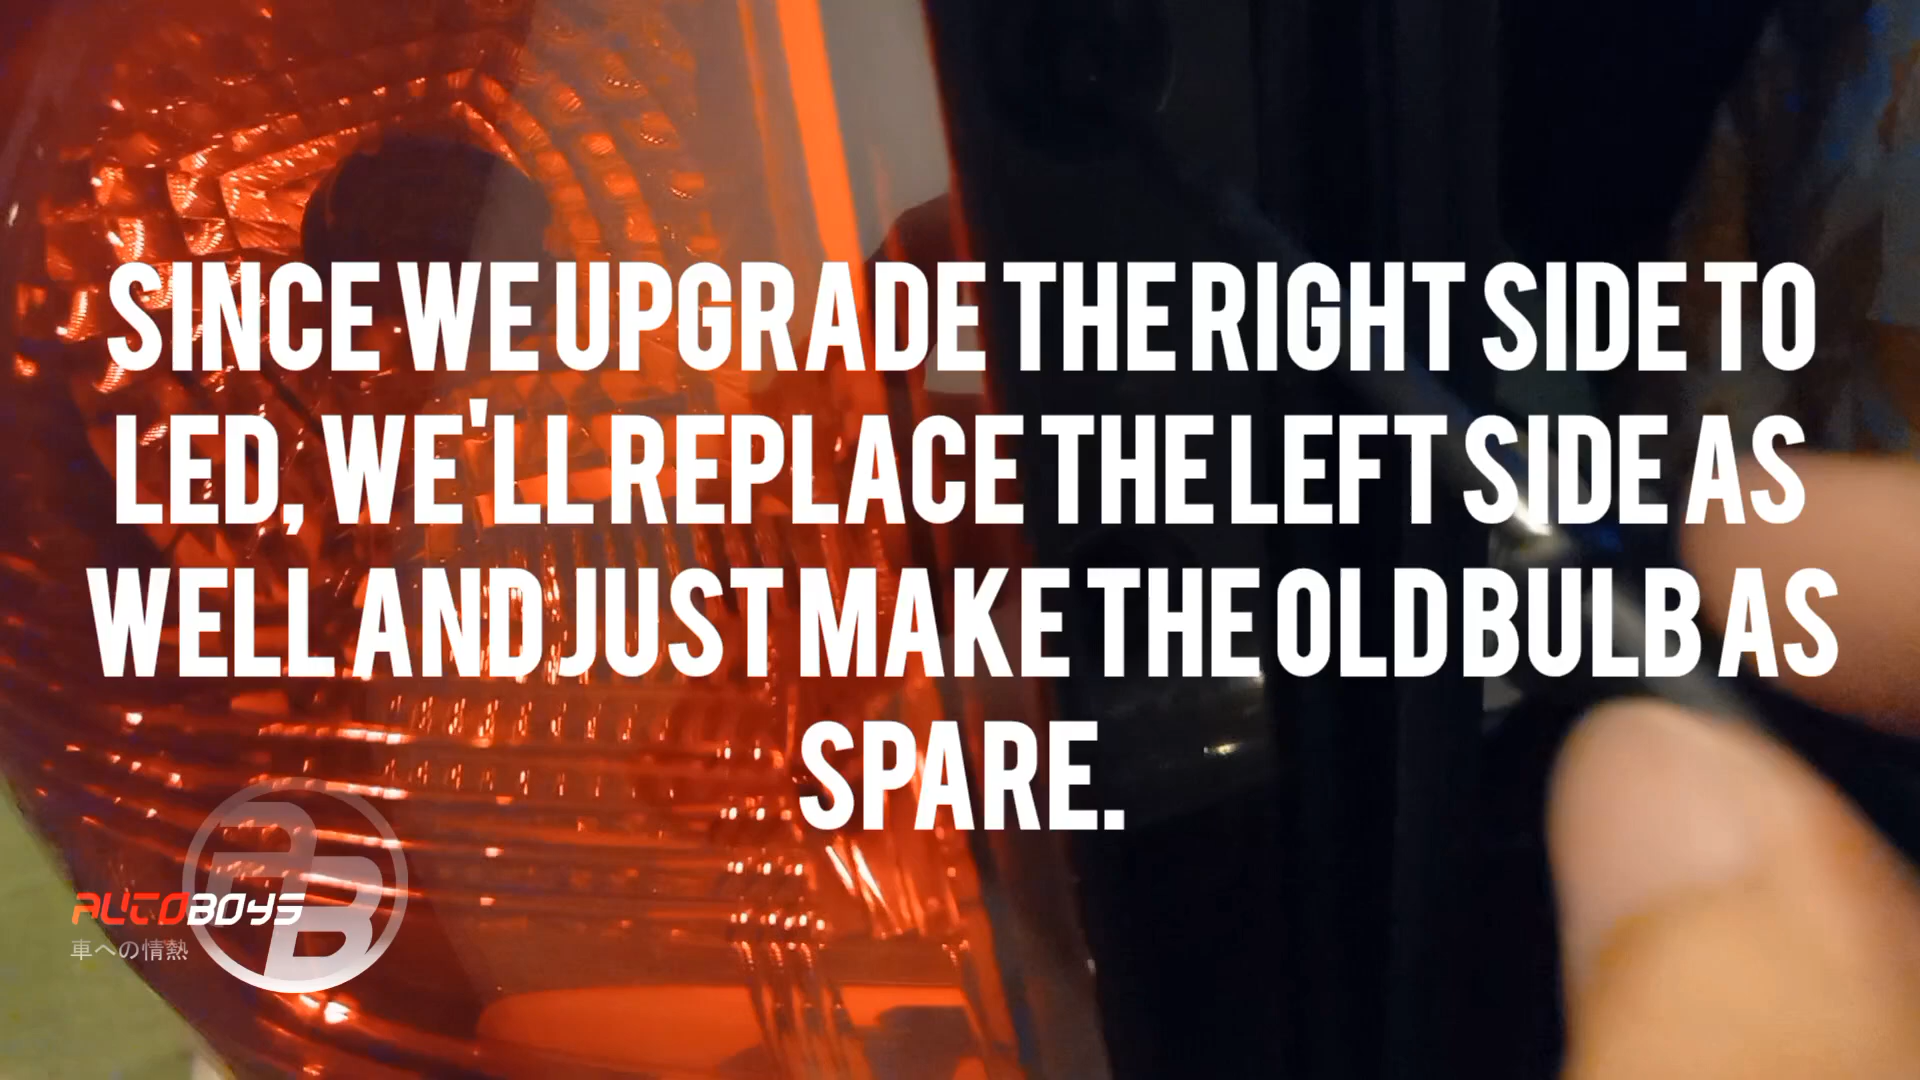 SINCE WE UPGRADE THE RIGHT SIDE TO
LED, WE'LL REPLACE THE LEFT SIDE AS
WELL AND JUST MAKE THE OLD BULB AS
SPARE.
AUTOBOYS
車への情熱